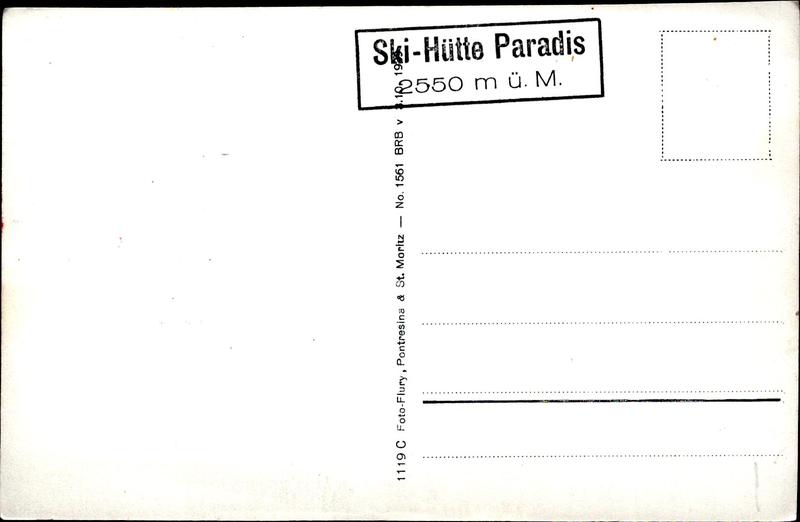 Ski-Hütte Paradis
2550 m ü. M.
1119 C Foto-Flury, Pontresina & St. Moritz — No. 1561 BRB v